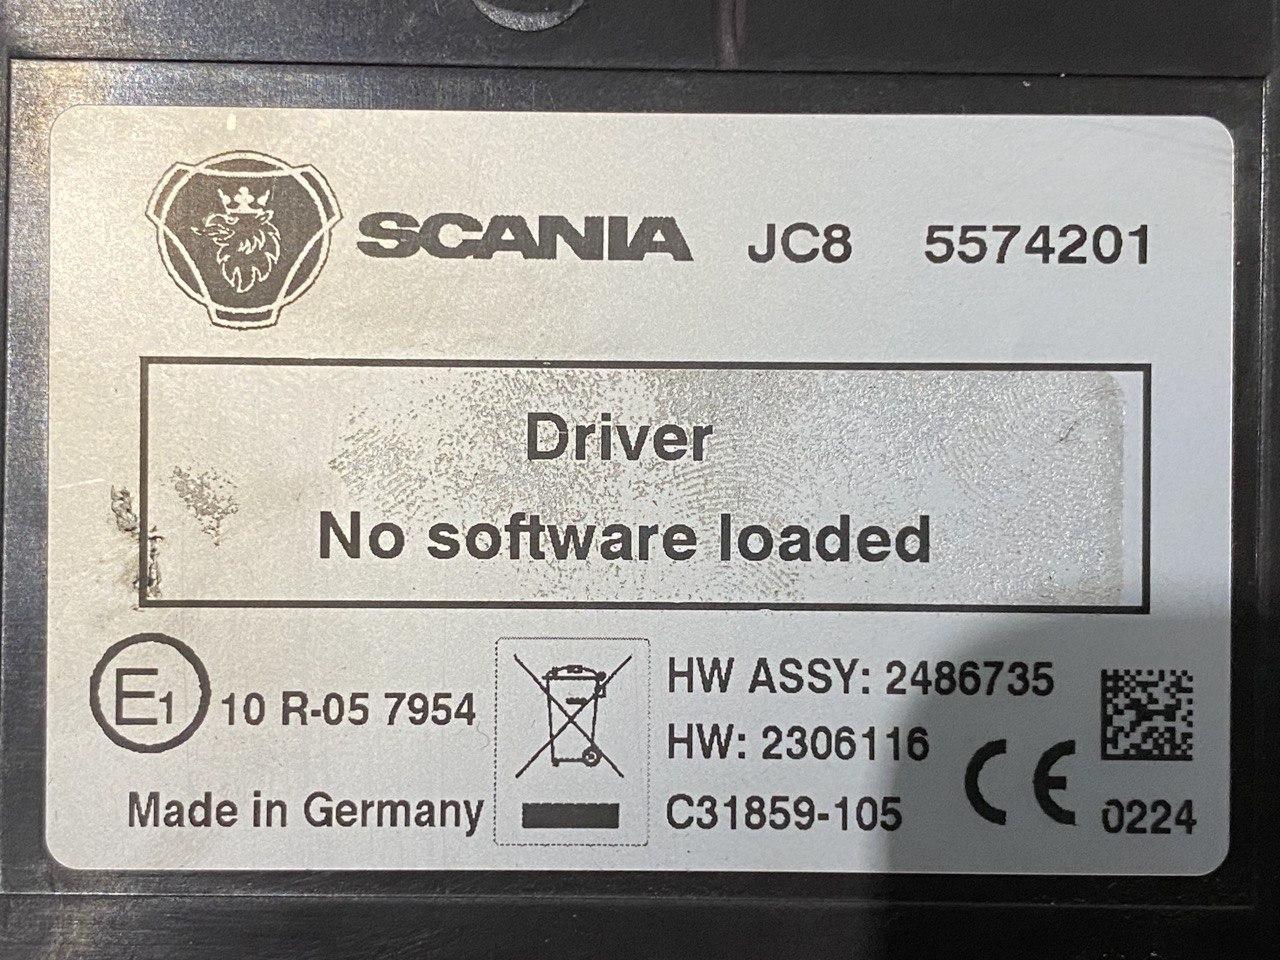 SCANIA JC8 5574201
Driver
No software loaded
E1 10 R-05 7954
HW ASSY: 2486735
HW: 2306116
CE
Made in Germany
C31859-105
0224